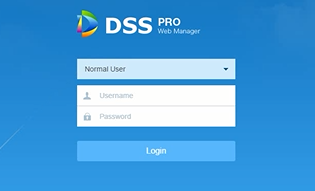 DSS PRO
Web Manager
Normal User
Username
Password
Login